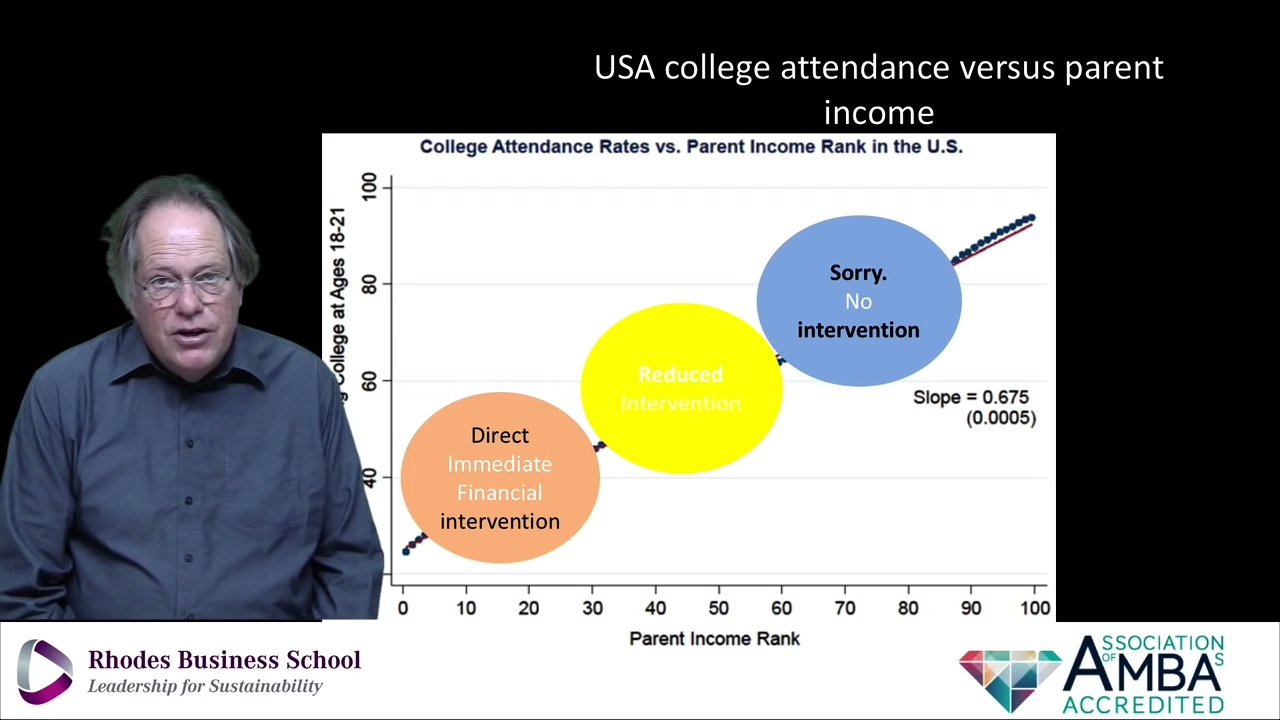 USA college attendance versus parent
income
College Attendance Rates vs. Parent Income Rank in the U.S.
College at Ages 18-21
100
80
60
40
Sorry.
No
intervention
Reduced
Intervention
Direct
Immediate
Financial
intervention
Slope = 0.675
(0.0005)
0 10 20 30 40 50 60 70 80 90 100
Parent Income Rank
Rhodes Business School
Leadership for Sustainability
ASSOCIATION
OF
AMBAS
ACCREDITED